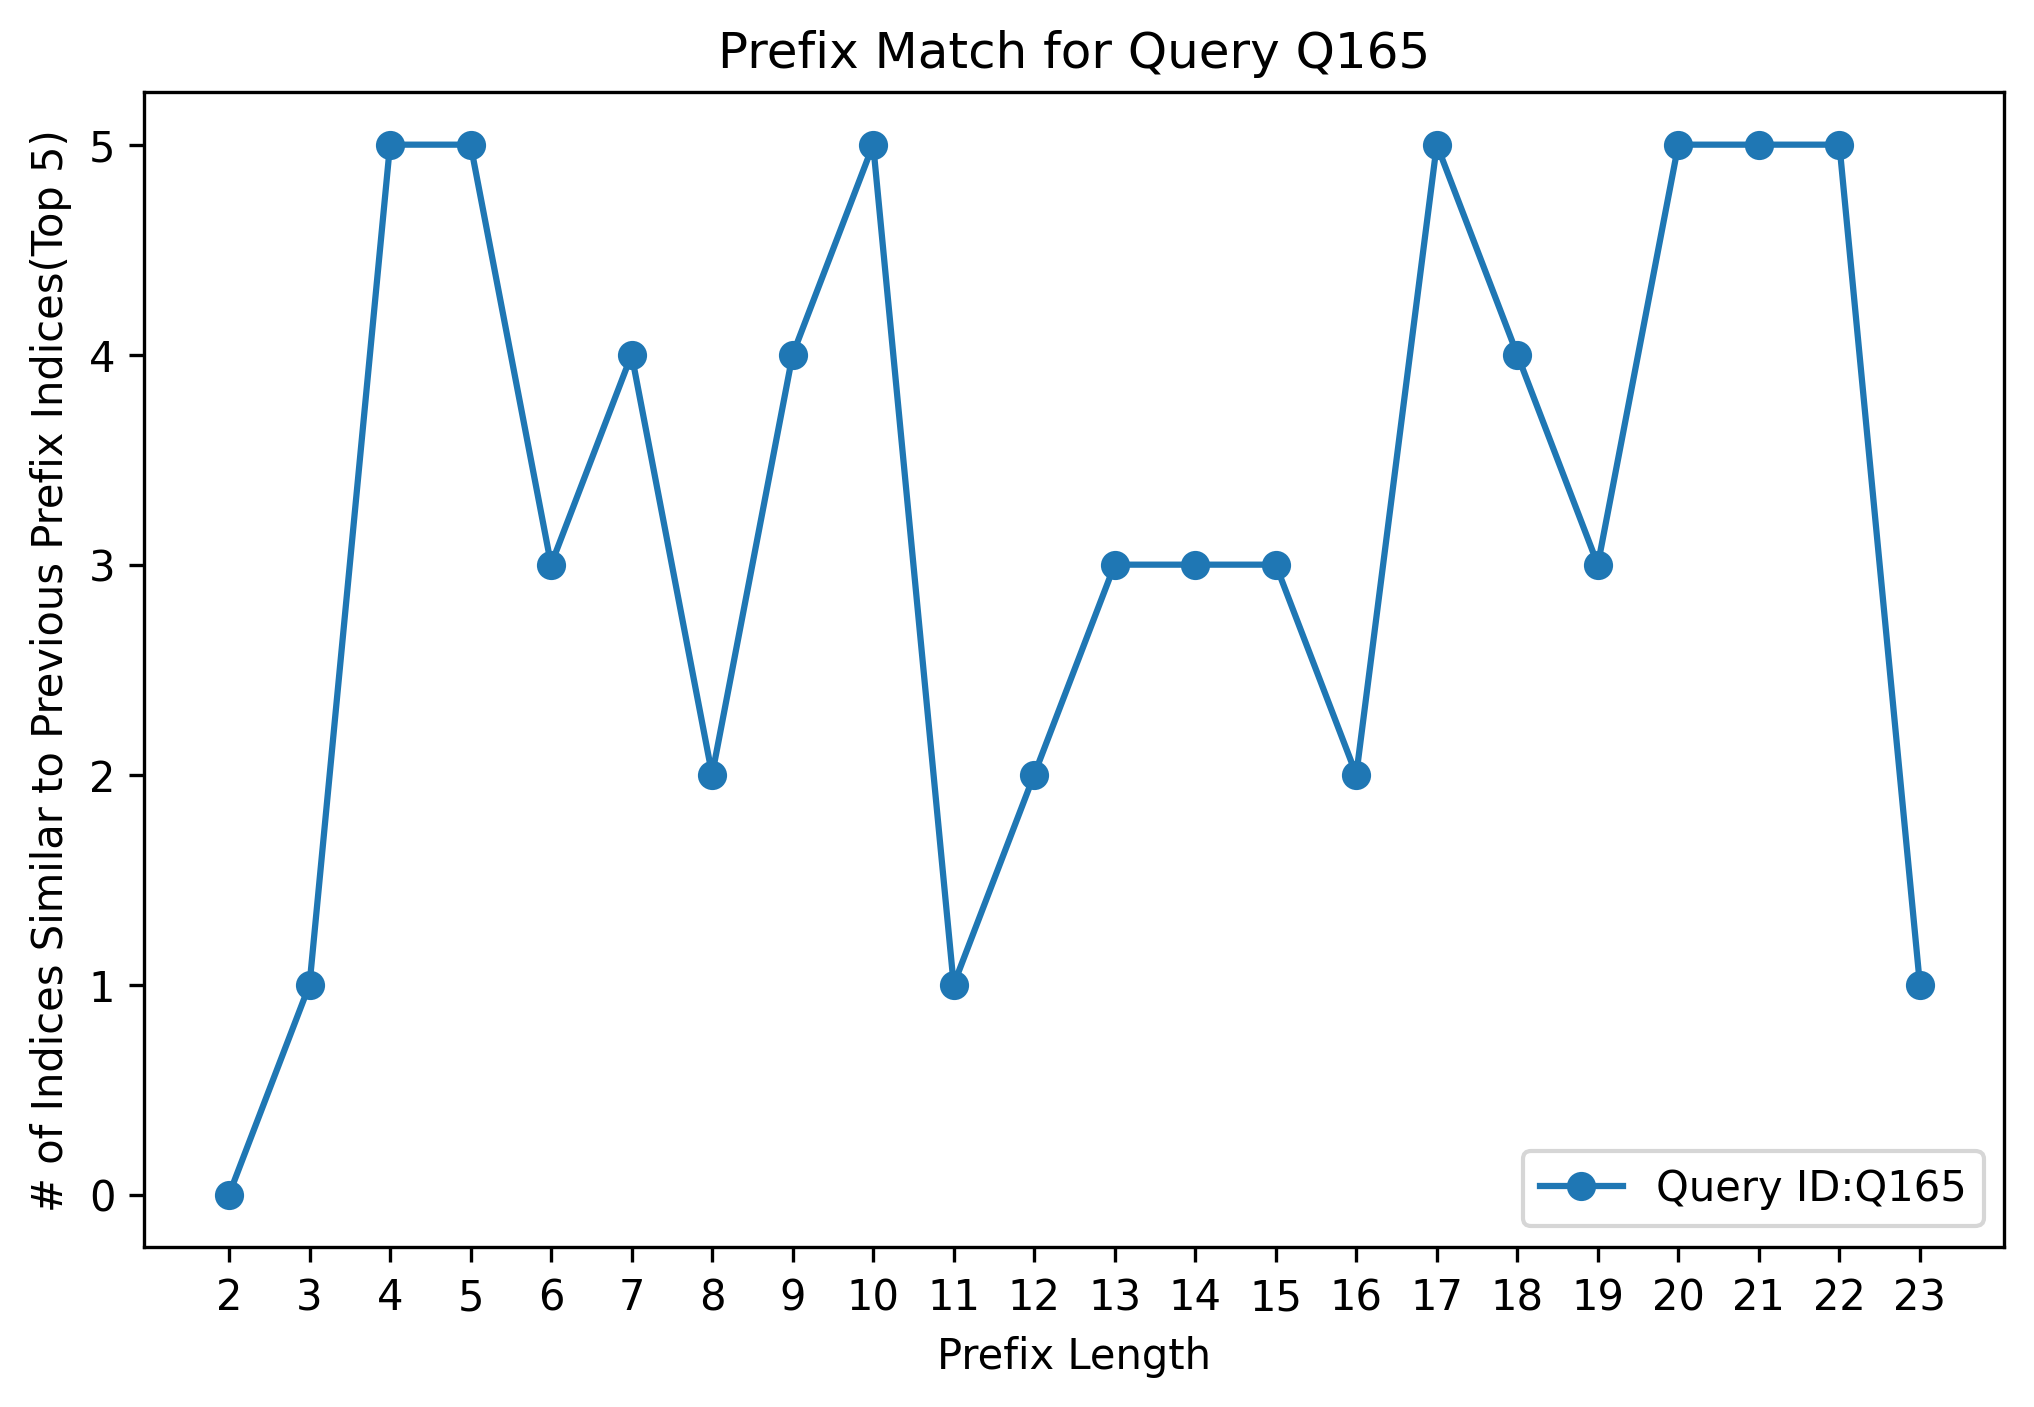 Prefix Match for Query Q165
# of Indices Similar to Previous Prefix Indices(Top 5)
5
4
3
2
1
0
Query ID:Q165
2 3 4 5 6 7 8 9 10 11 12 13 14 15 16 17 18 19 20 21 22 23
Prefix Length